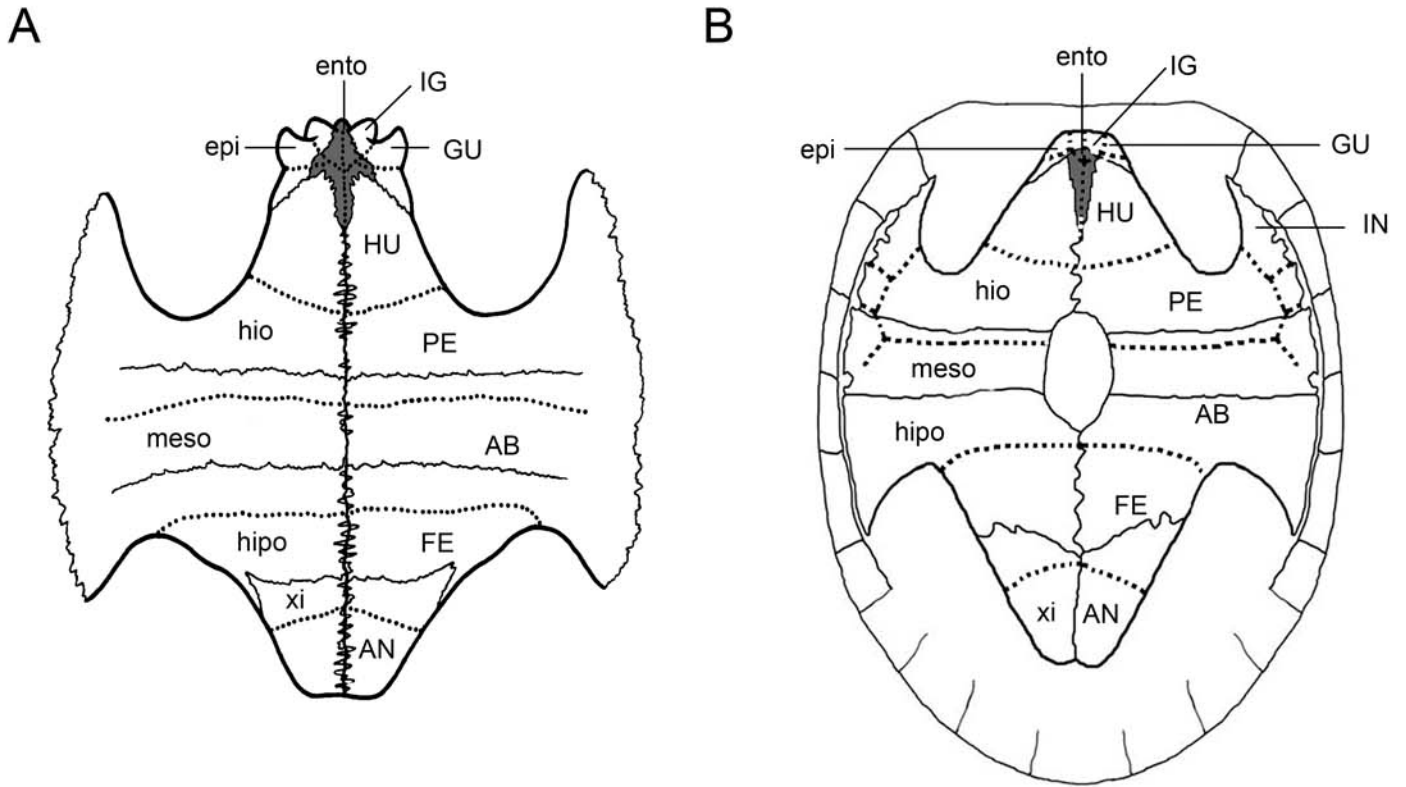 A
ento
IG
epi
GU
HU
hio
PE
meso
AB
hipo
FE
xi
AN
B
ento
IG
epi
GU
HU
IN
hio
PE
meso
AB
hipo
FE
xi
AN